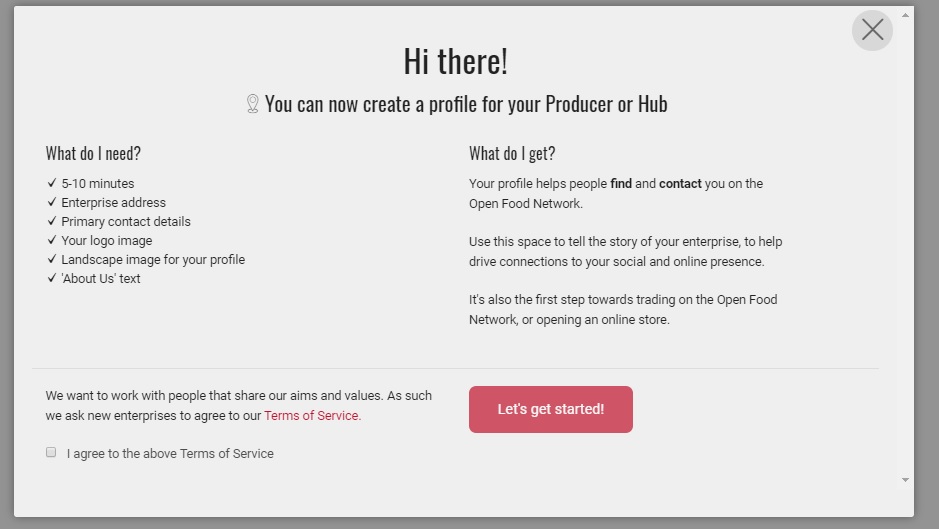 Hi there!
You can now create a profile for your Producer or Hub
What do I need?
5-10 minutes
Enterprise address
Primary contact details
Your logo image
Landscape image for your profile
'About Us' text
What do I get?
Your profile helps people find and contact you on the
Open Food Network.
Use this space to tell the story of your enterprise, to help
drive connections to your social and online presence.
It's also the first step towards trading on the Open Food
Network, or opening an online store.
We want to work with people that share our aims and values. As such
we ask new enterprises to agree to our Terms of Service.
I agree to the above Terms of Service
Let's get started!